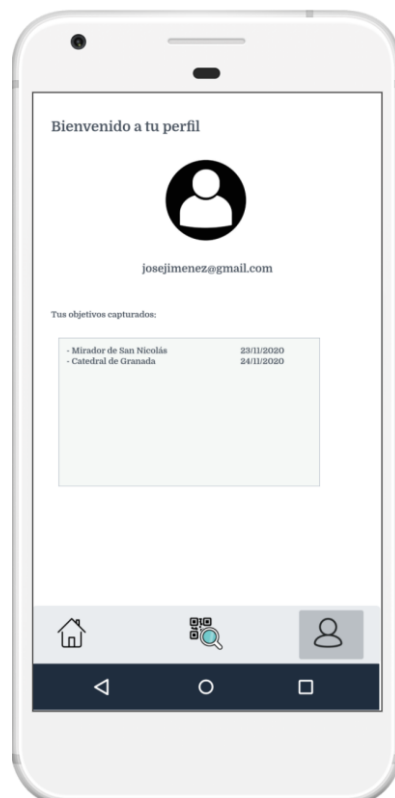 Bienvenido a tu perfil
josejimenez@gmail.com
Tus objetivos capturados:
- Mirador de San Nicolás 23/11/2020
- Catedral de Granada 24/11/2020